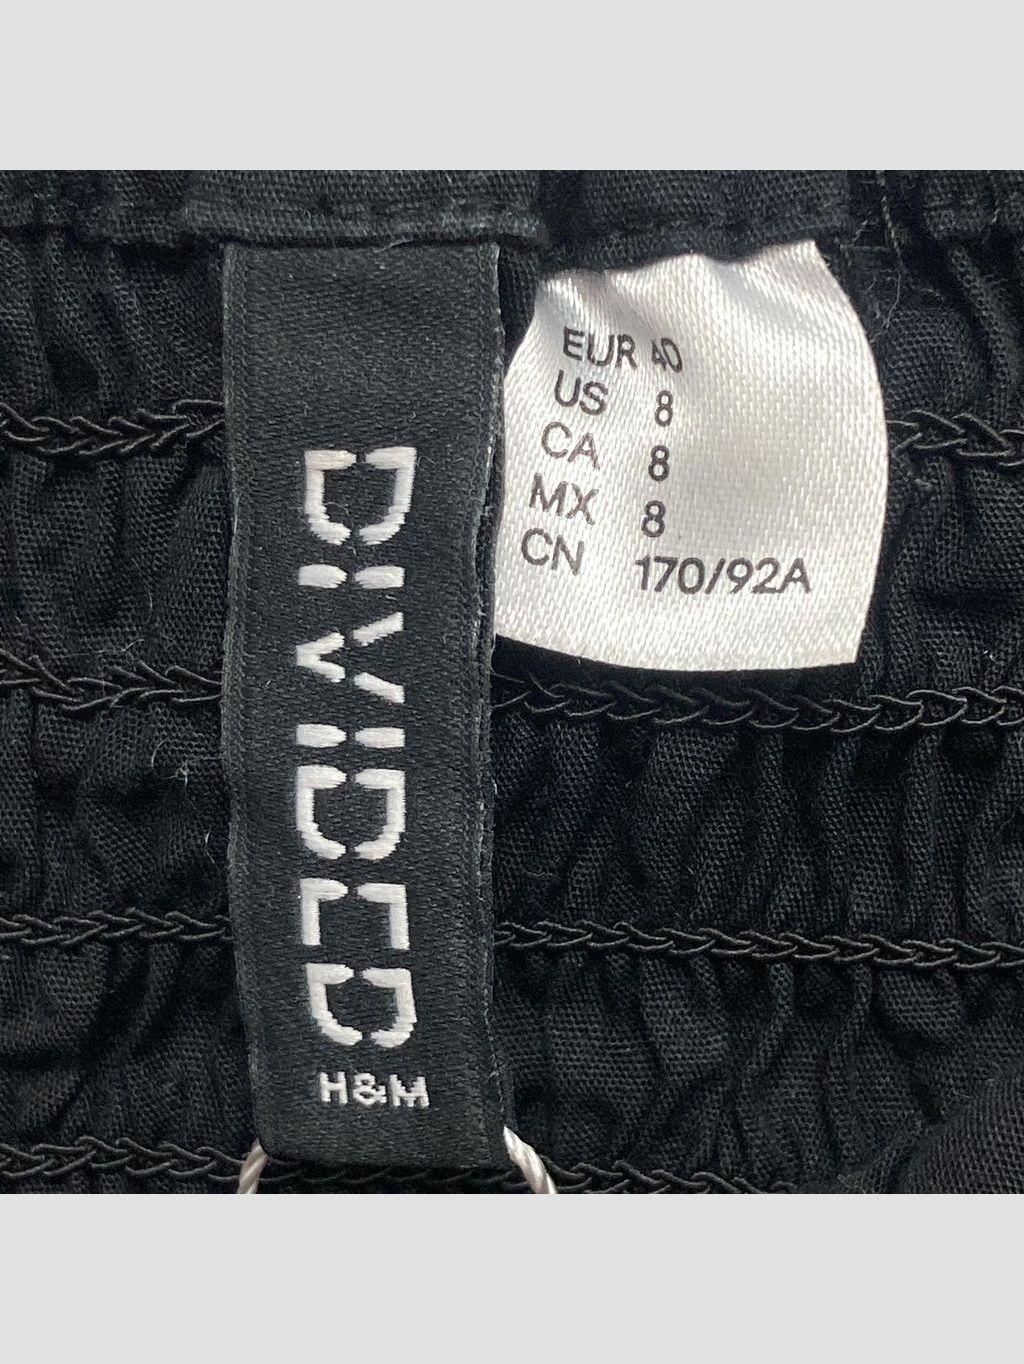 DIVIDED
H&M
EUR 40
US 8
CA 8
MX 8
CN 170/92A